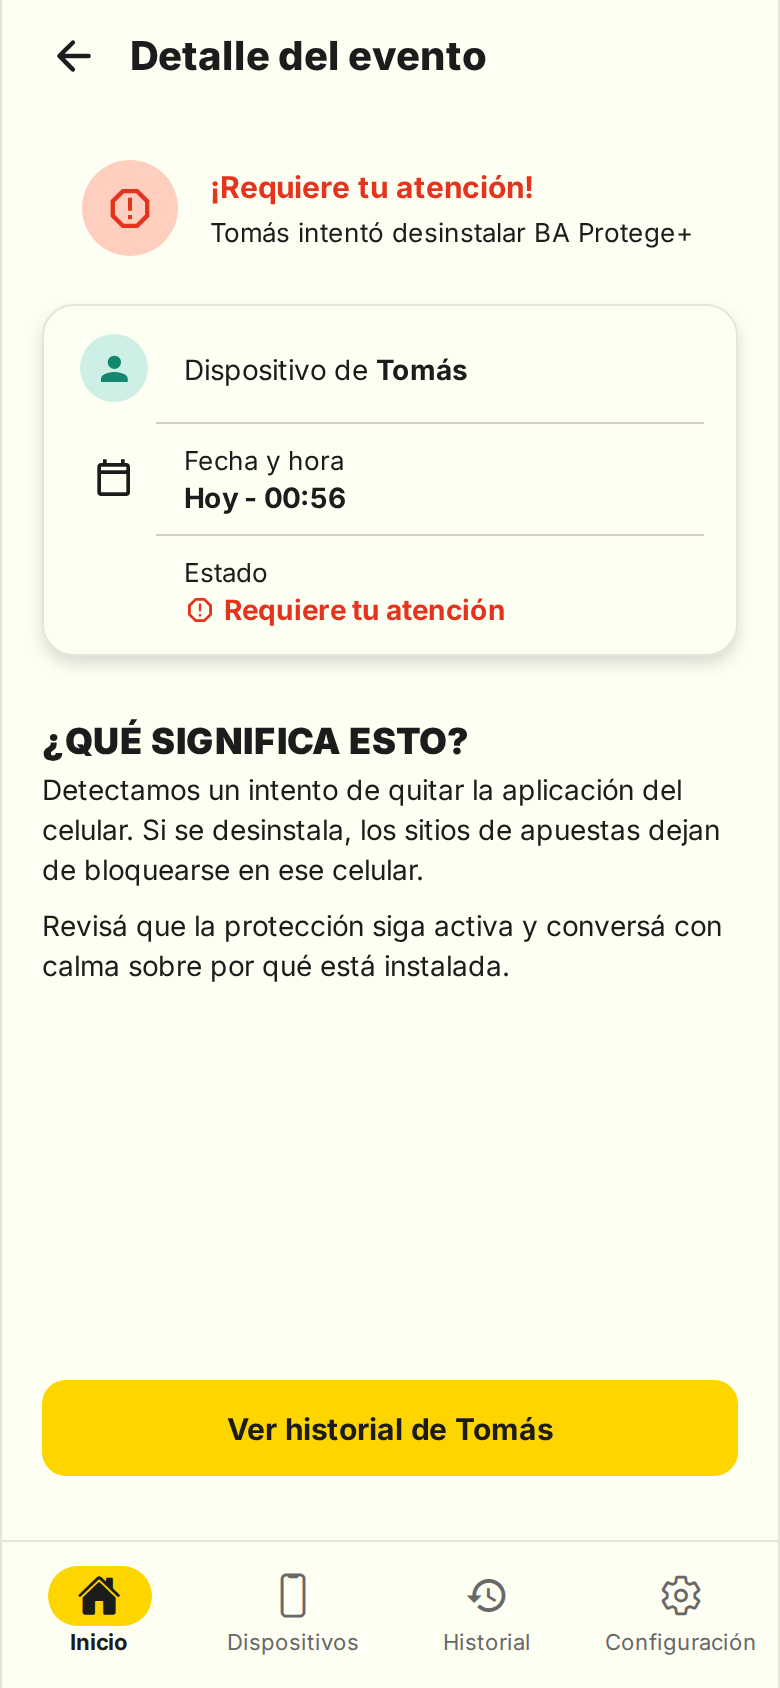 Detalle del evento
¡Requiere tu atención!
Tomás intentó desinstalar BA Protege+
Dispositivo de Tomás
Fecha y hora
Hoy - 00:56
Estado
Requiere tu atención
¿QUÉ SIGNIFICA ESTO?
Detectamos un intento de quitar la aplicación del
celular. Si se desinstala, los sitios de apuestas dejan
de bloquearse en ese celular.
Revisá que la protección siga activa y conversá con
calma sobre por qué está instalada.
Ver historial de Tomás
Inicio
Dispositivos
Historial
Configuración